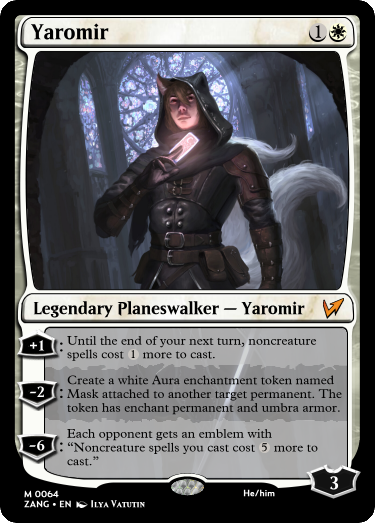 Yaromir 1
Legendary Planeswalker — Yaromir
+1: Until the end of your next turn, noncreature
spells cost 1 more to cast.
-2: Create a white Aura enchantment token named
Mask attached to another target permanent. The
token has enchant permanent and umbra armor.
-6: Each opponent gets an emblem with
“Noncreature spells you cast cost 5 more to
cast.”
3
M 0064 He/him
ZANG • EN Ilya Vatutin